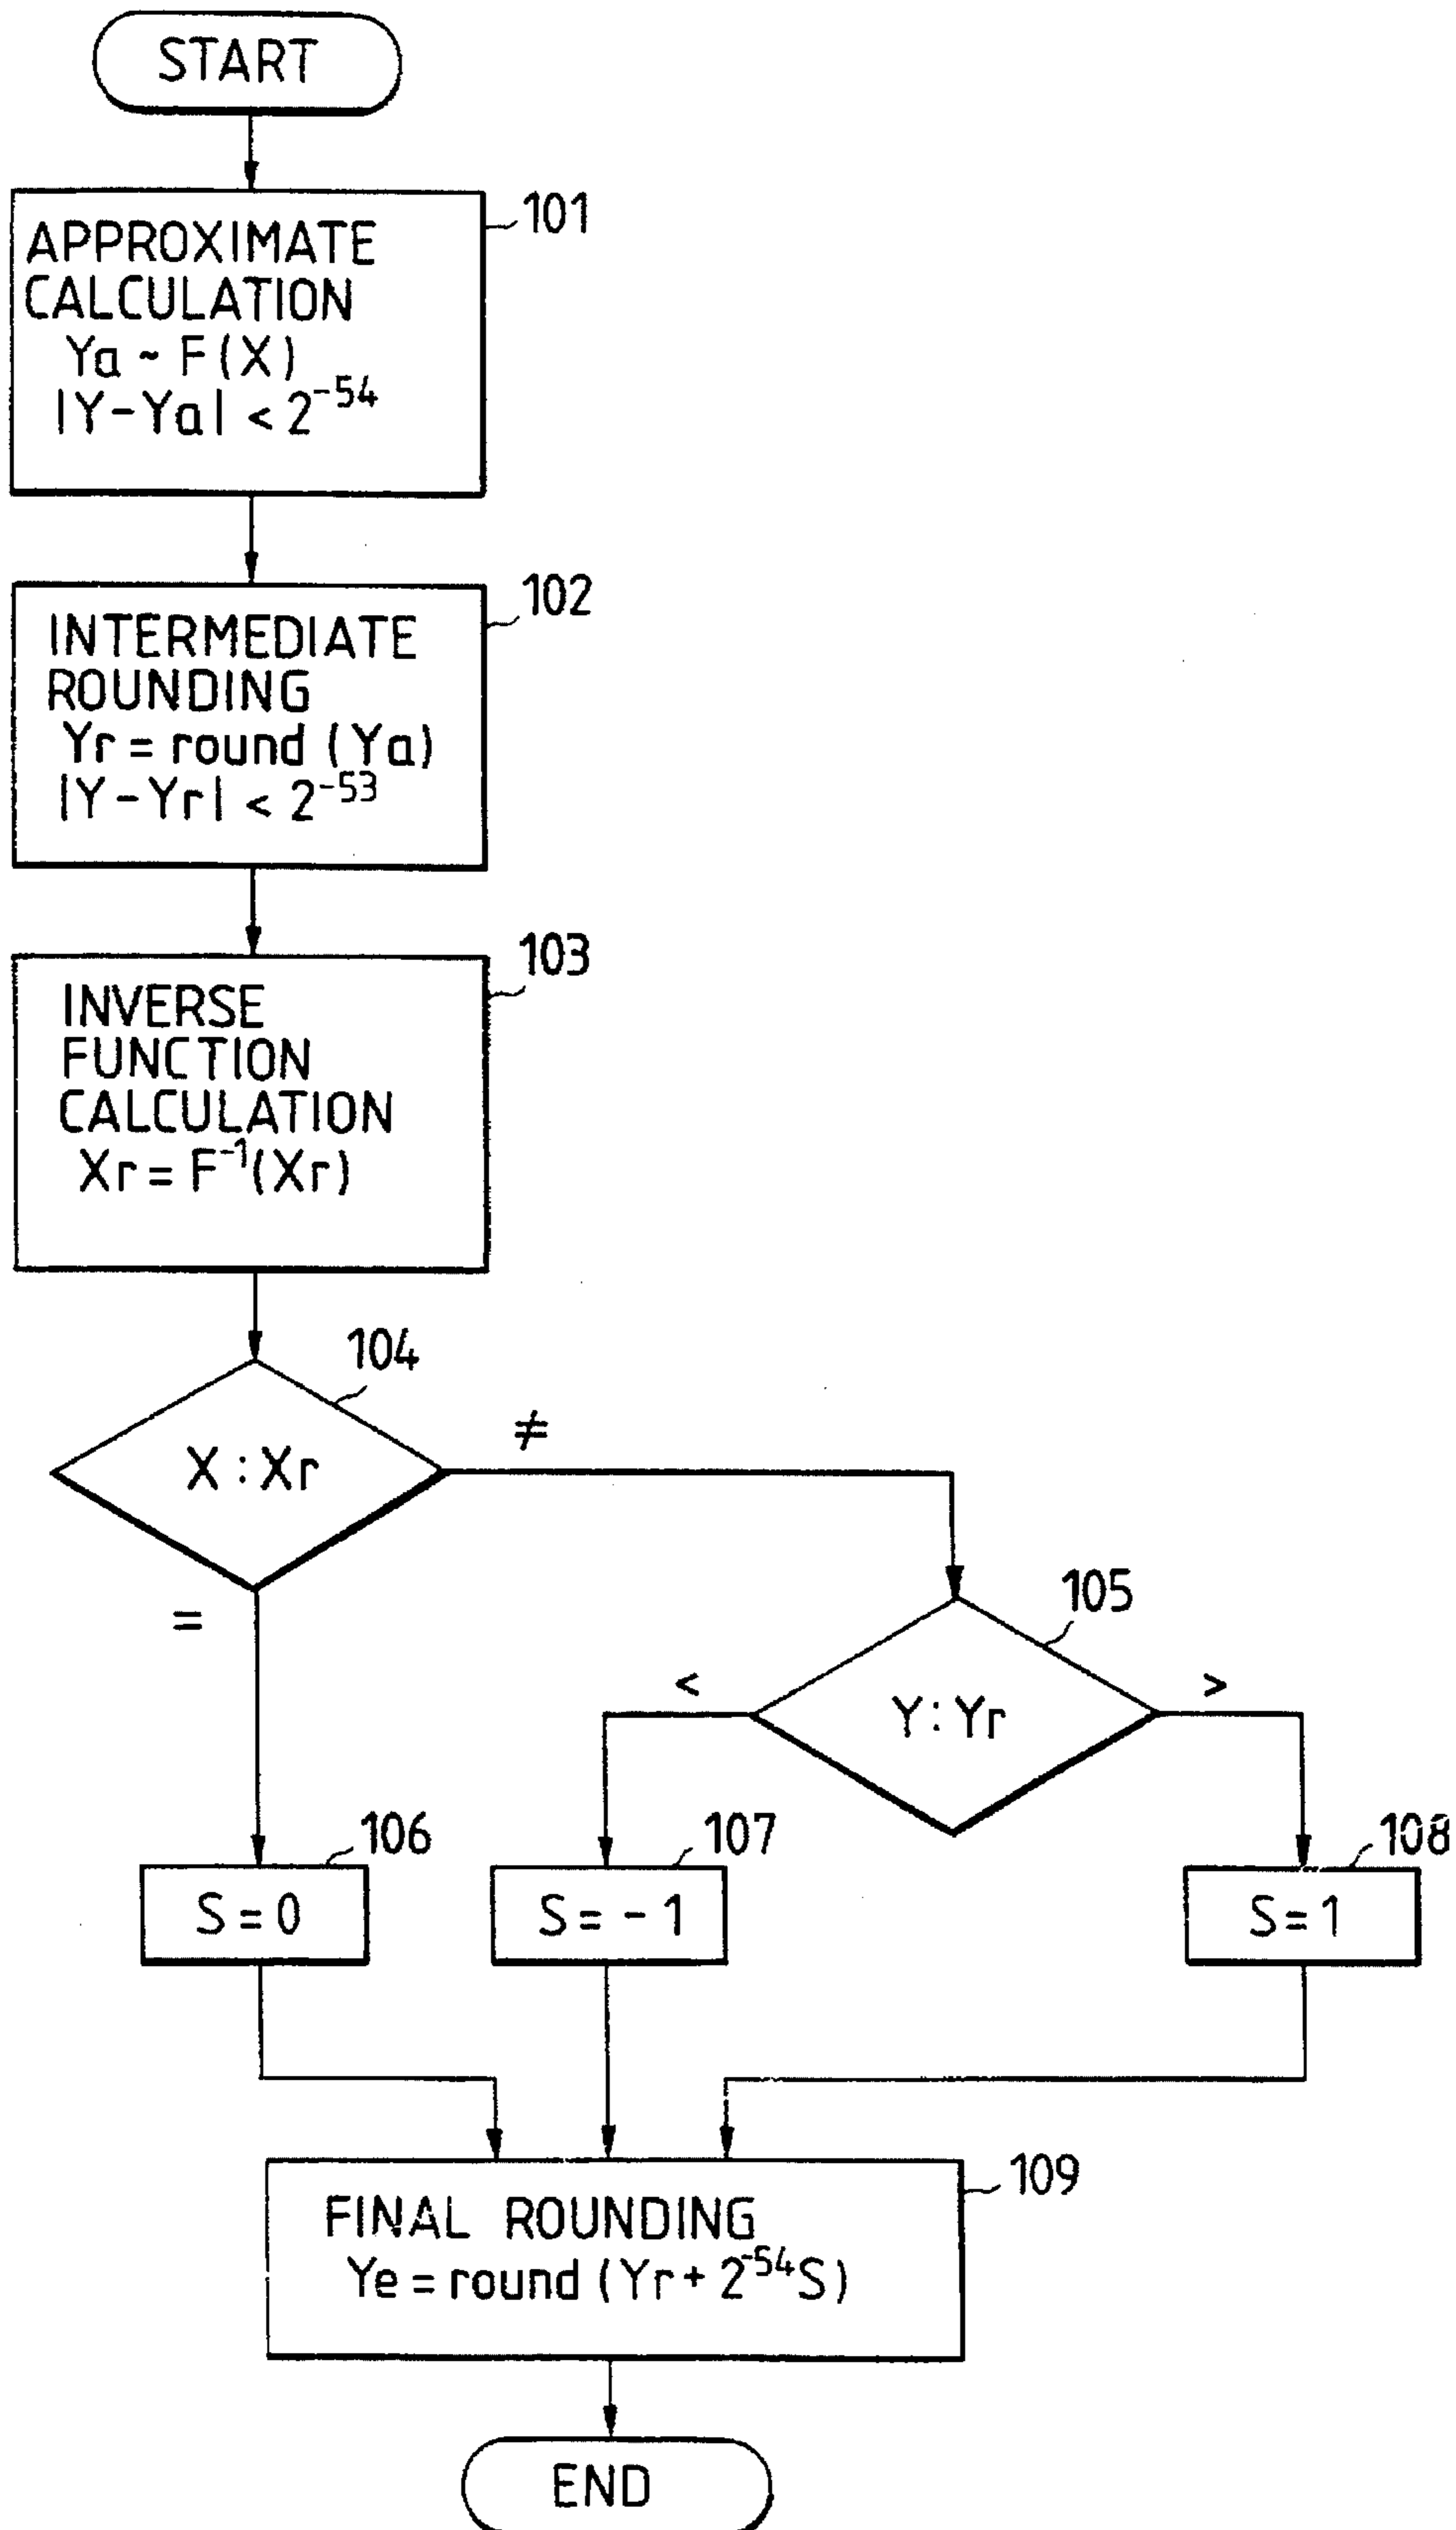 START
101
APPROXIMATE
CALCULATION
Ya ~ F(X)
|Y-Ya| < 2^-54
102
INTERMEDIATE
ROUNDING
Yr = round (Ya)
|Y-Yr| < 2^-53
103
INVERSE
FUNCTION
CALCULATION
Xr = F^-1(Xr)
104
X : Xr
≠
=
105
Y : Yr
<
>
106
S = 0
107
S = -1
108
S = 1
109
FINAL ROUNDING
Ye = round (Yr + 2^-54 S)
END